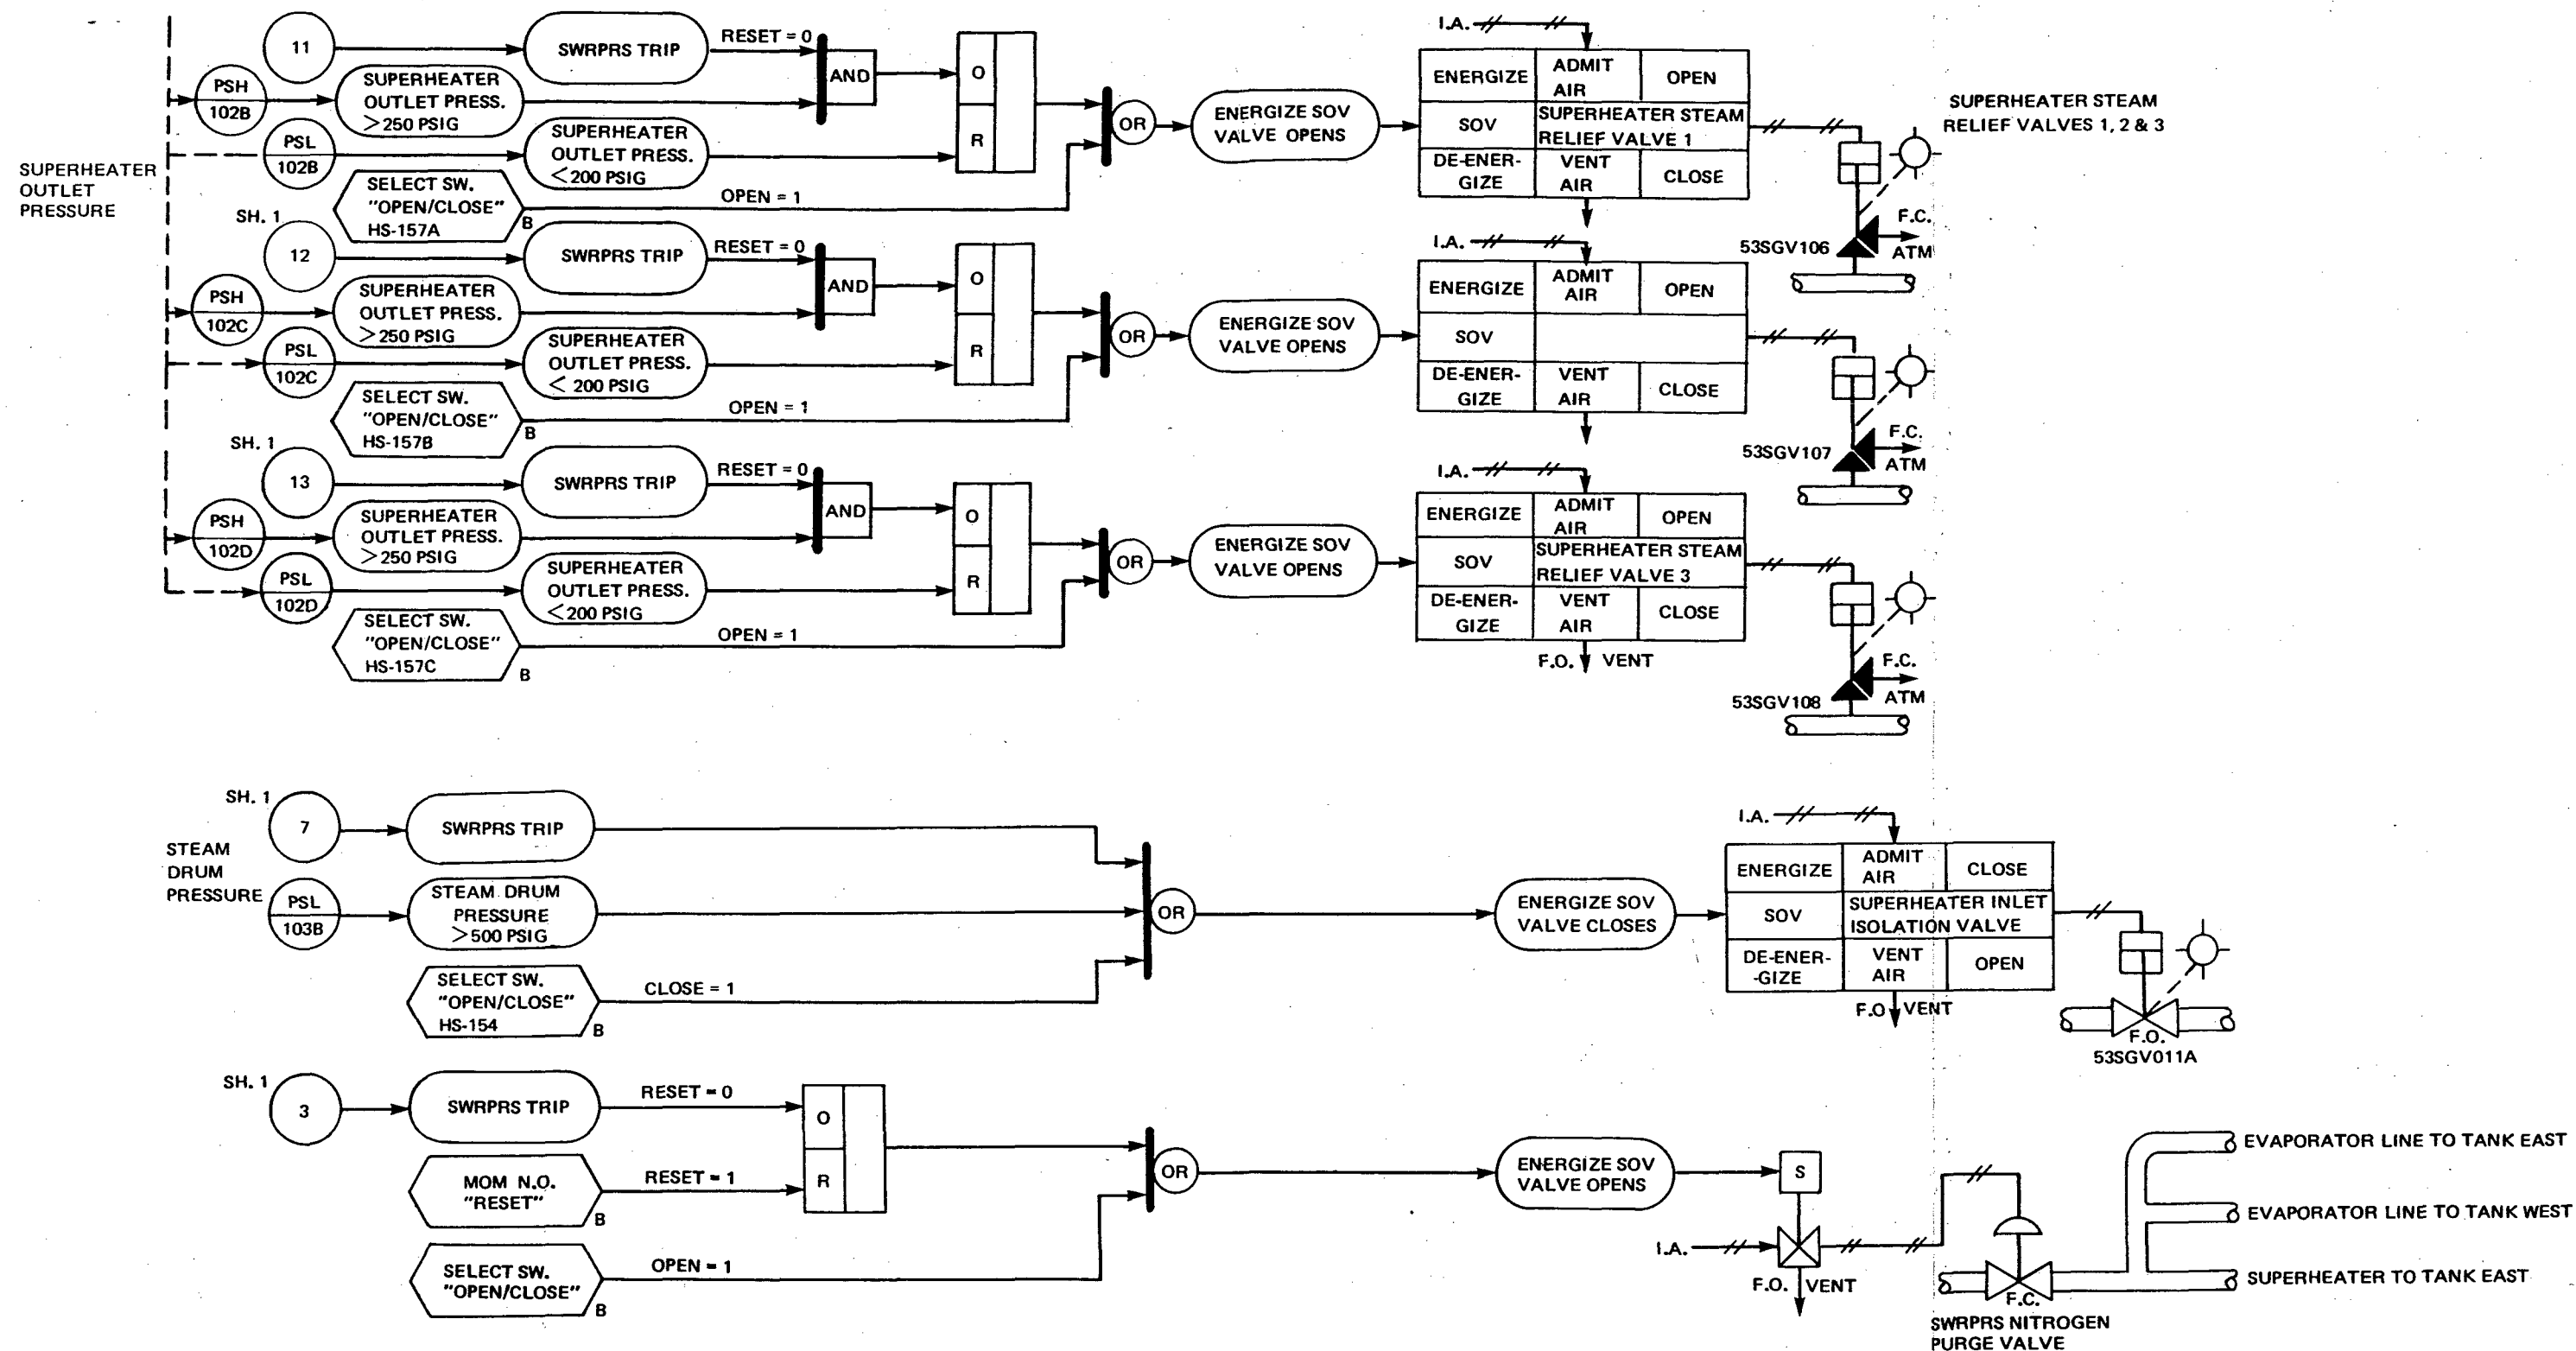 SUPERHEATER
OUTLET
PRESSURE
11
SWRPRS TRIP
RESET = 0
PSH
102B
SUPERHEATER
OUTLET PRESS.
>250 PSIG
AND
O
R
PSL
102B
SUPERHEATER
OUTLET PRESS.
<200 PSIG
SELECT SW.
"OPEN/CLOSE"
HS-157A
B
OPEN = 1
OR
ENERGIZE SOV
VALVE OPENS
I.A.
ENERGIZE
ADMIT
AIR
OPEN
SOV
SUPERHEATER STEAM
RELIEF VALVE 1
DE-ENER-
GIZE
VENT
AIR
CLOSE
SUPERHEATER STEAM
RELIEF VALVES 1, 2 & 3
53SGV106
F.C.
ATM
SH. 1
12
SWRPRS TRIP
RESET = 0
PSH
102C
SUPERHEATER
OUTLET PRESS.
>250 PSIG
AND
O
R
PSL
102C
SUPERHEATER
OUTLET PRESS.
< 200 PSIG
SELECT SW.
"OPEN/CLOSE"
HS-157B
B
OPEN = 1
OR
ENERGIZE SOV
VALVE OPENS
I.A.
ENERGIZE
ADMIT
AIR
OPEN
SOV
DE-ENER-
GIZE
VENT
AIR
CLOSE
53SGV107
F.C.
ATM
SH. 1
13
SWRPRS TRIP
RESET = 0
PSH
102D
SUPERHEATER
OUTLET PRESS.
>250 PSIG
AND
O
R
PSL
102D
SUPERHEATER
OUTLET PRESS.
<200 PSIG
SELECT SW.
"OPEN/CLOSE"
HS-157C
B
OPEN = 1
OR
ENERGIZE SOV
VALVE OPENS
I.A.
ENERGIZE
ADMIT
AIR
OPEN
SOV
SUPERHEATER STEAM
RELIEF VALVE 3
DE-ENER-
GIZE
VENT
AIR
CLOSE
F.O. VENT
53SGV108
F.C.
ATM
SH. 1
7
SWRPRS TRIP
STEAM
DRUM
PRESSURE
PSL
103B
STEAM DRUM
PRESSURE
>500 PSIG
SELECT SW.
"OPEN/CLOSE"
HS-154
B
CLOSE = 1
OR
ENERGIZE SOV
VALVE CLOSES
I.A.
ENERGIZE
ADMIT
AIR
CLOSE
SOV
SUPERHEATER INLET
ISOLATION VALVE
DE-ENER-
-GIZE
VENT
AIR
OPEN
F.O VENT
F.O.
53SGV011A
SH. 1
3
SWRPRS TRIP
RESET = 0
O
R
MOM N.O.
"RESET"
B
RESET = 1
SELECT SW.
"OPEN/CLOSE"
B
OPEN = 1
OR
ENERGIZE SOV
VALVE OPENS
S
I.A.
F.O. VENT
F.C.
SWRPRS NITROGEN
PURGE VALVE
EVAPORATOR LINE TO TANK EAST
EVAPORATOR LINE TO TANK WEST
SUPERHEATER TO TANK EAST